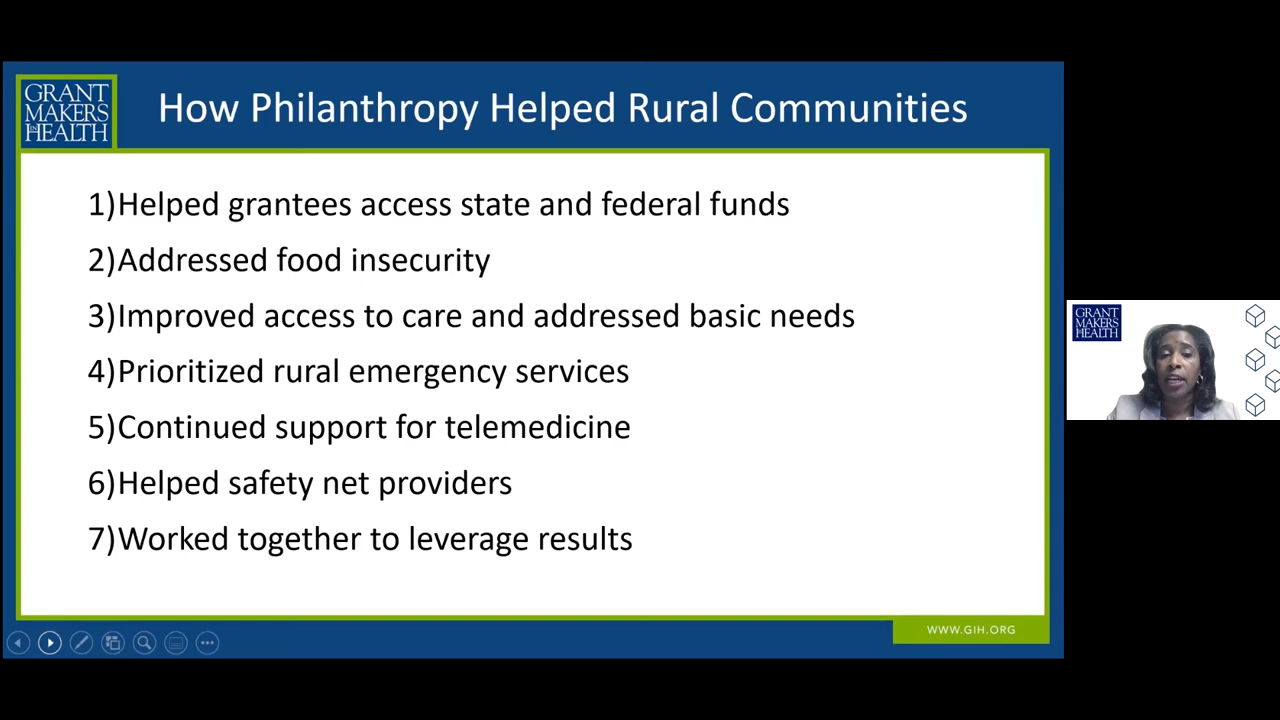 GRANT
MAKERS
IN
HEALTH
How Philanthropy Helped Rural Communities
1)Helped grantees access state and federal funds
2)Addressed food insecurity
3)Improved access to care and addressed basic needs
4)Prioritized rural emergency services
5)Continued support for telemedicine
6)Helped safety net providers
7)Worked together to leverage results
WWW.GIH.ORG
GRANT
MAKERS
IN
HEALTH